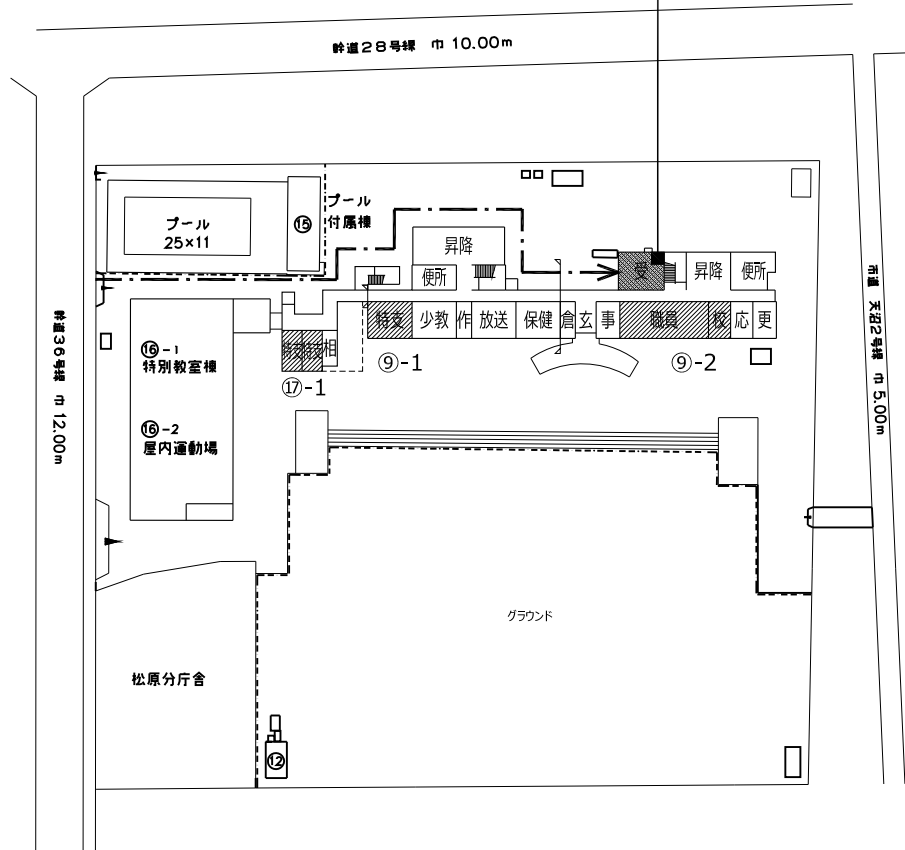 幹道28号線 巾 10.00m
プール
付属棟
⑮
プール
25×11
昇降
便所
受
昇降
便所
特支
少教
作
放送
保健
倉
玄
事
職員
校
応
更
特支
特支
相
⑨-1
⑨-2
⑰-1
⑯-1
特別教室棟
⑯-2
屋内運動場
幹道36号線 巾 12.00m
市道 天沼2号線 巾 5.00m
グラウンド
松原分庁舎
⑫